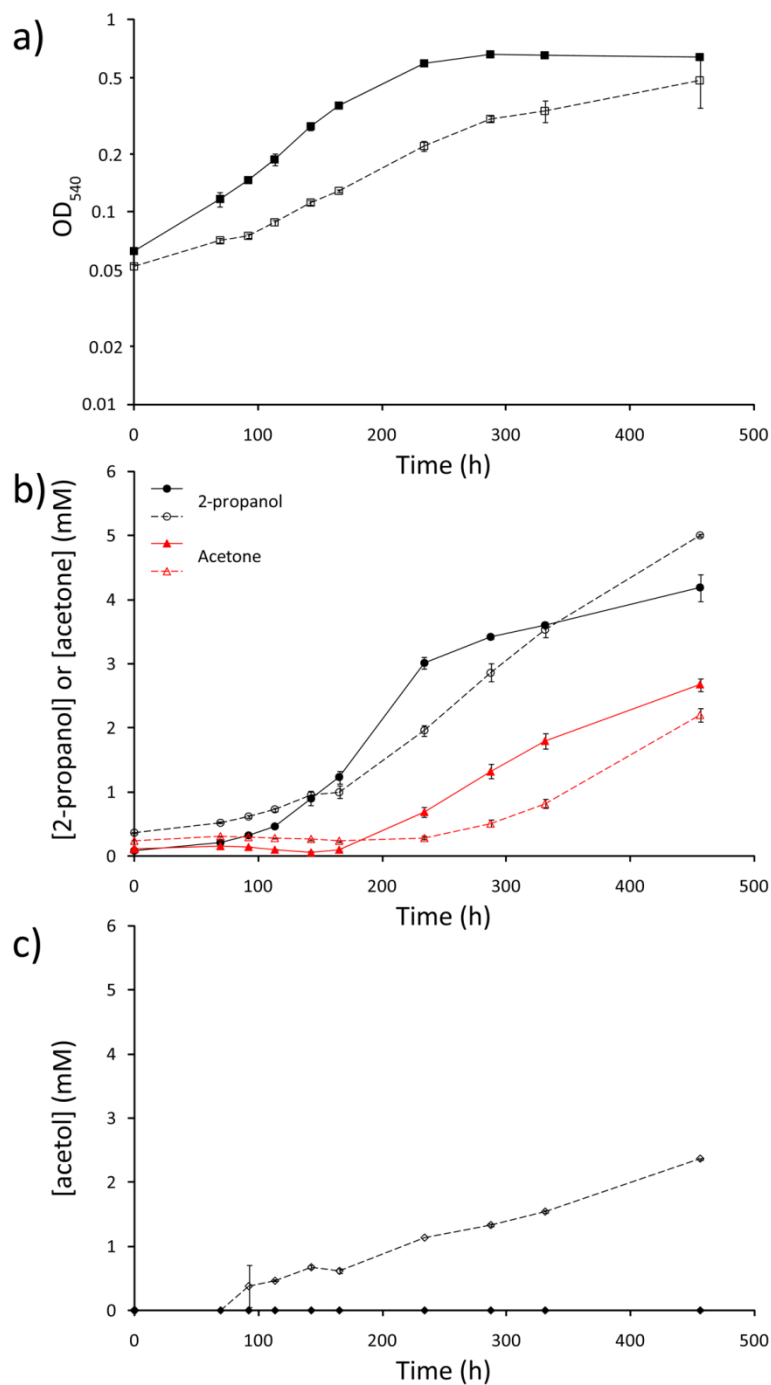 a)
OD540
1
0.5
0.2
0.1
0.05
0.02
0.01
0 100 200 300 400 500
Time (h)
b)
[2-propanol] or [acetone] (mM)
6
5
4
3
2
1
0
2-propanol
Acetone
0 100 200 300 400 500
Time (h)
c)
[acetol] (mM)
6
5
4
3
2
1
0
0 100 200 300 400 500
Time (h)